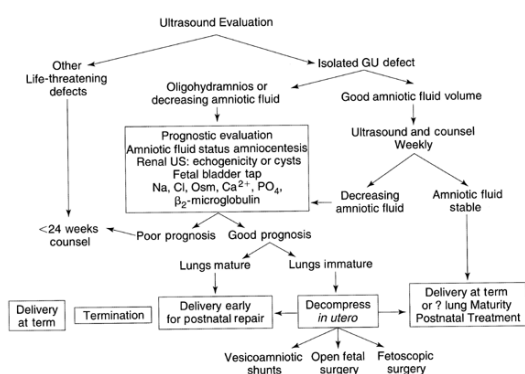 Ultrasound Evaluation
Other
Life-threatening
defects
Isolated GU defect
Oligohydramnios or
decreasing amniotic fluid
Good amniotic fluid volume
Prognostic evaluation
Amniotic fluid status amniocentesis
Renal US: echogenicity or cysts
Fetal bladder tap
Na, Cl, Osm, Ca²⁺, PO₄,
β₂-microglobulin
Ultrasound and counsel
Weekly
Decreasing
amniotic fluid
Amniotic fluid
stable
<24 weeks
counsel
Poor prognosis
Good prognosis
Lungs mature
Lungs immature
Delivery
at term
Termination
Delivery early
for postnatal repair
Decompress
in utero
Delivery at term
or ? lung Maturity
Postnatal Treatment
Vesicoamniotic
shunts
Open fetal
surgery
Fetoscopic
surgery